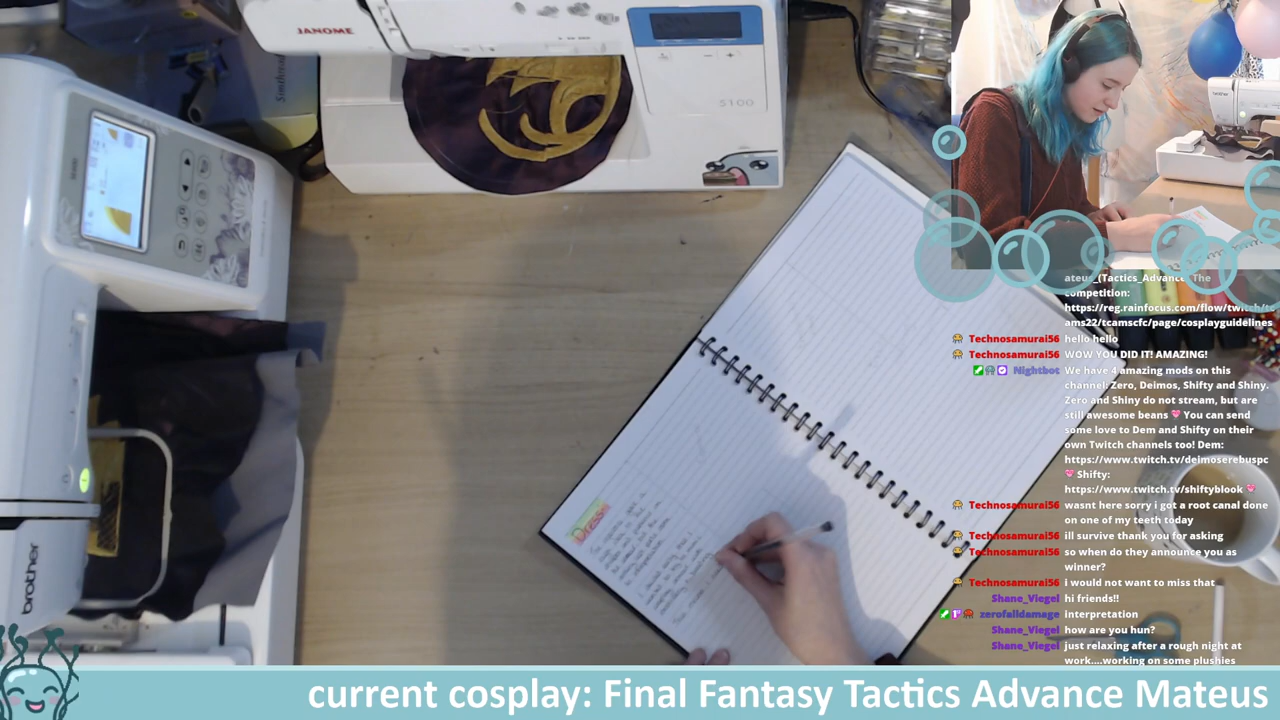 JANOME
S100
brother
ateus_(Tactics_Advance) The
competition:
https://reg.rainfocus.com/flow/twitch/tc
ams22/tcamscfc/page/cosplayguidelines
Technosamurai56 hello hello
Technosamurai56 WOW YOU DID IT! AMAZING!
Nightbot We have 4 amazing mods on this
channel: Zero, Deimos, Shifty and Shiny.
Zero and Shiny do not stream, but are
still awesome beans 💗 You can send
some love to Dem and Shifty on their
own Twitch channels too! Dem:
https://www.twitch.tv/deimoserebuspc
💗 Shifty:
https://www.twitch.tv/shiftyblook 💗
Technosamurai56 wasnt here sorry i got a root canal done
on one of my teeth today
Technosamurai56 ill survive thank you for asking
Technosamurai56 so when do they announce you as
winner?
Technosamurai56 i would not want to miss that
Shane_Viegel hi friends!!
zerofalldamage interpretation
Shane_Viegel how are you hun?
Shane_Viegel just relaxing after a rough night at
work....working on some plushies
current cosplay: Final Fantasy Tactics Advance Mateus